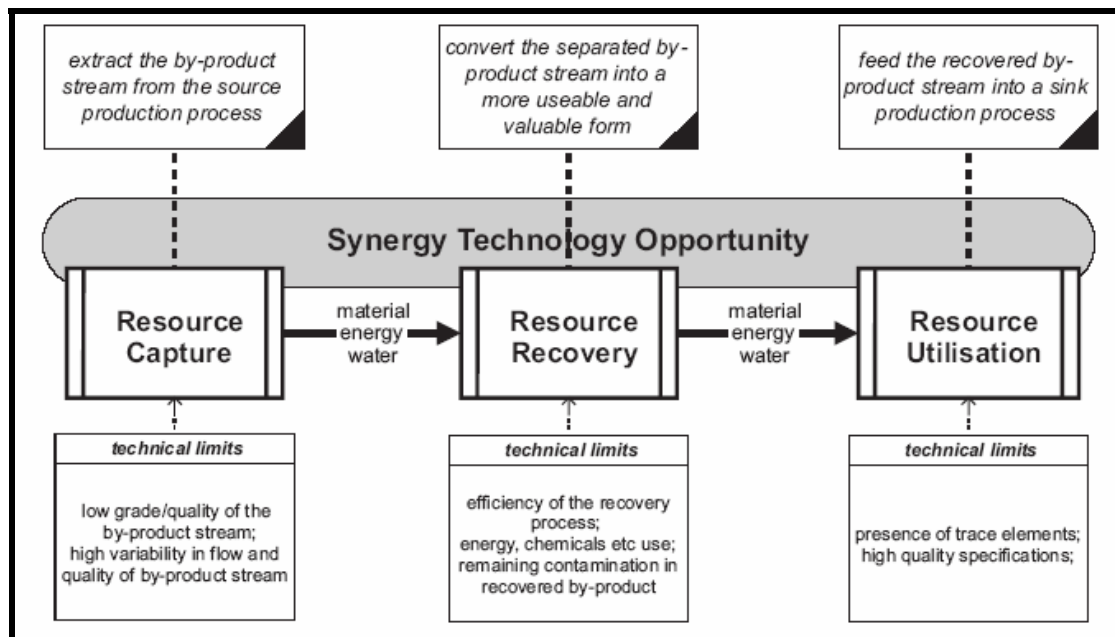 extract the by-product
stream from the source
production process
convert the separated by-
product stream into a
more useable and
valuable form
feed the recovered by-
product stream into a sink
production process
Synergy Technology Opportunity
Resource
Capture
material
energy
water
Resource
Recovery
material
energy
water
Resource
Utilisation
technical limits
low grade/quality of the
by-product stream;
high variability in flow and
quality of by-product stream
technical limits
efficiency of the recovery
process;
energy, chemicals etc use;
remaining contamination in
recovered by-product
technical limits
presence of trace elements;
high quality specifications;